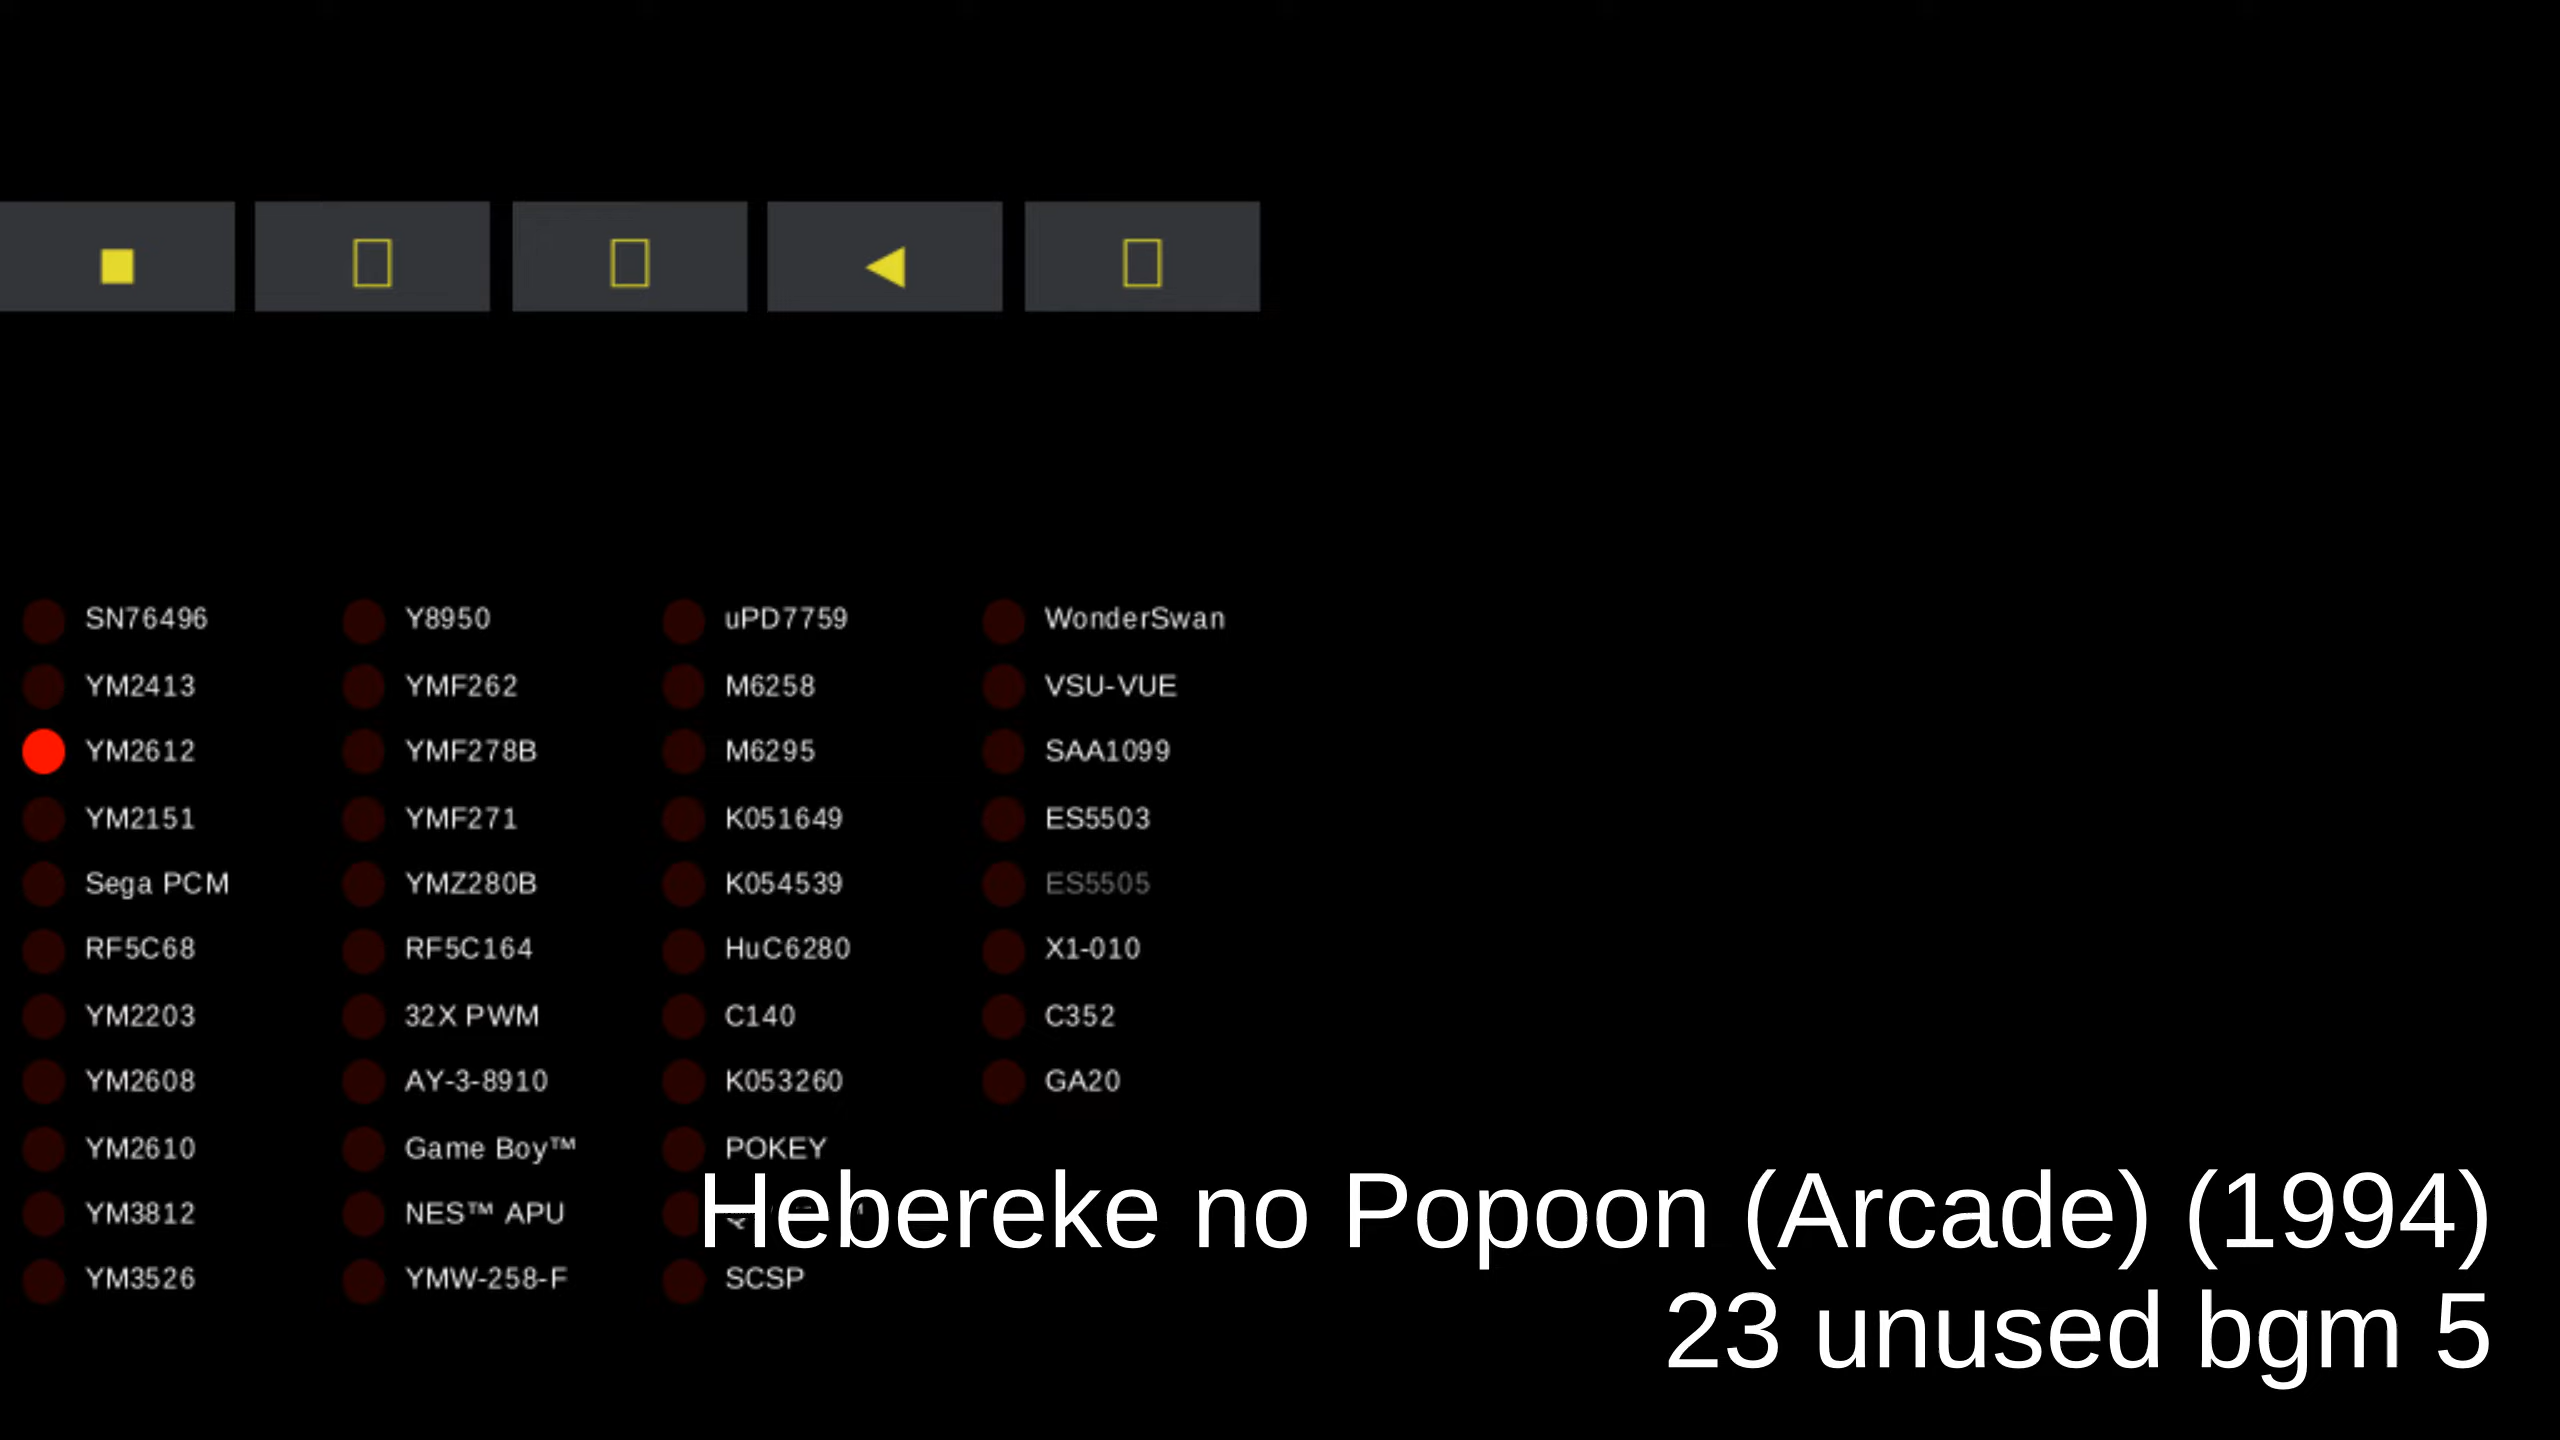 SN76496 Y8950 uPD7759 WonderSwan
YM2413 YMF262 M6258 VSU-VUE
YM2612 YMF278B M6295 SAA1099
YM2151 YMF271 K051649 ES5503
Sega PCM YMZ280B K054539 ES5505
RF5C68 RF5C164 HuC6280 X1-010
YM2203 32X PWM C140 C352
YM2608 AY-3-8910 K053260 GA20
YM2610 Game Boy™ POKEY
YM3812 NES™ APU
YM3526 YMW-258-F SCSP
Hebereke no Popoon (Arcade) (1994)
23 unused bgm 5